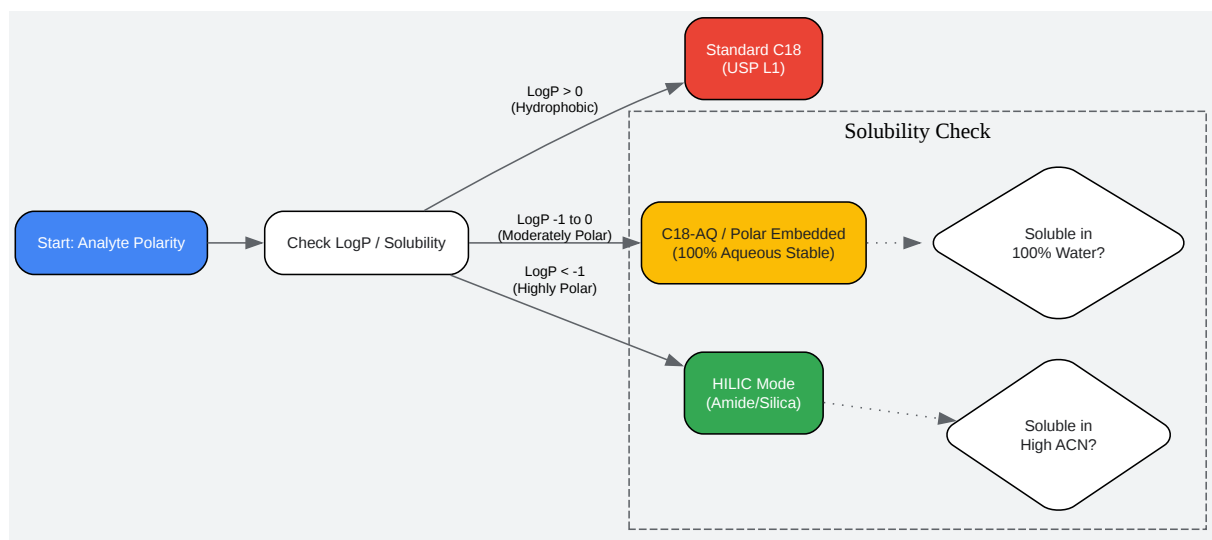 Standard C18
(USP L1)
LogP > 0
(Hydrophobic)
Solubility Check
Start: Analyte Polarity
Check LogP / Solubility
LogP -1 to 0
(Moderately Polar)
C18-AQ / Polar Embedded
(100% Aqueous Stable)
Soluble in
100% Water?
LogP < -1
(Highly Polar)
HILIC Mode
(Amide/Silica)
Soluble in
High ACN?